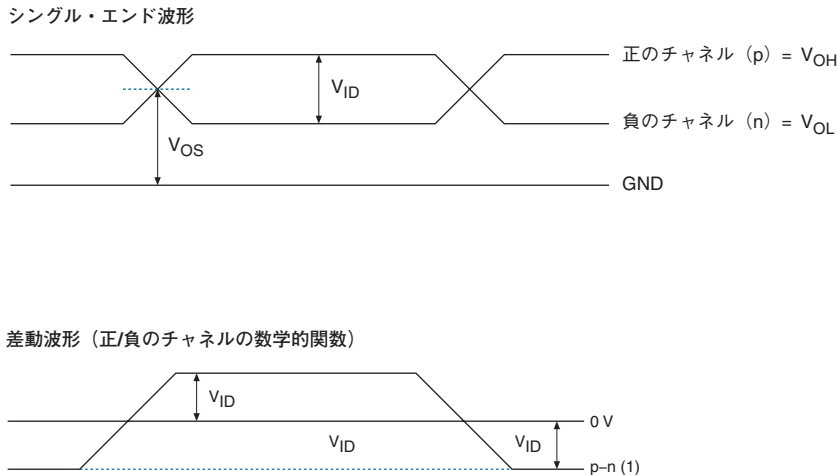 シングル・エンド波形
正のチャネル（p）= VOH
VID
負のチャネル（n）= VOL
VOS
GND
差動波形（正/負のチャネルの数学的関数）
VID
0 V
VID
VID
p−n (1)